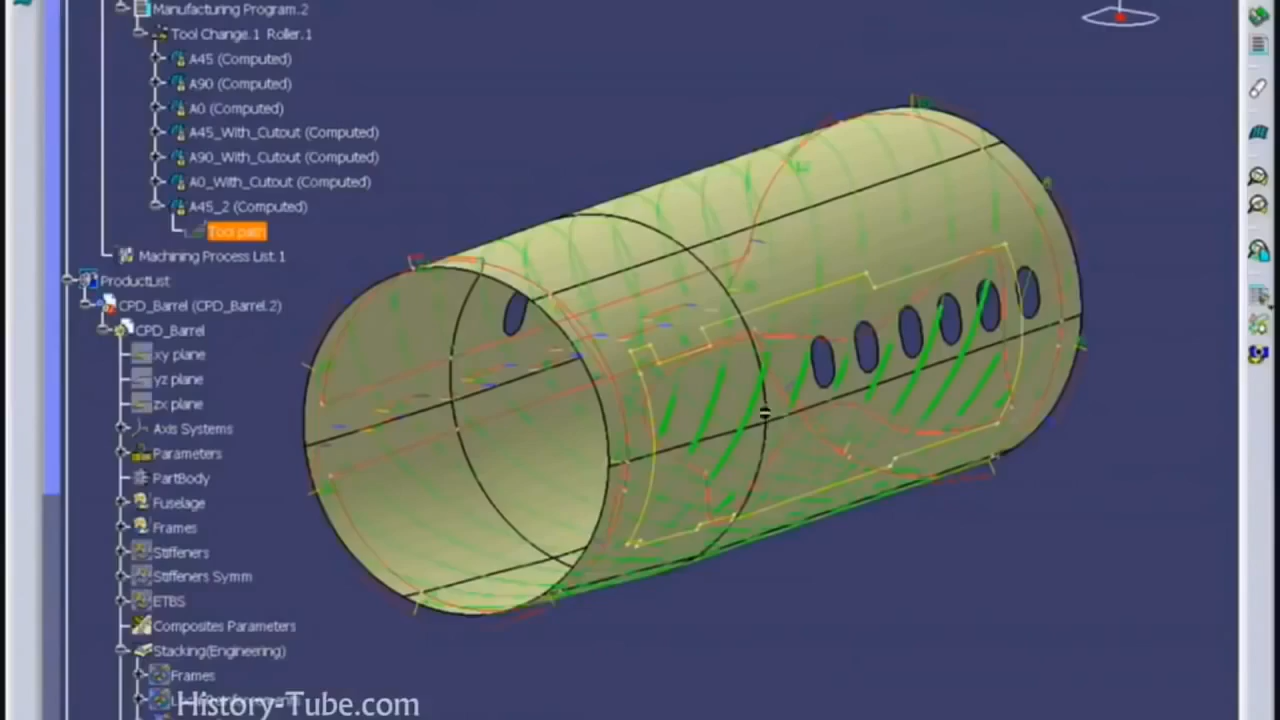 Manufacturing Program.2
Tool Change.1 Roller.1
A45 (Computed)
A90 (Computed)
A0 (Computed)
A45_With_Cutout (Computed)
A90_With_Cutout (Computed)
A0_With_Cutout (Computed)
A45_2 (Computed)
Tool path
Machining Process List.1
ProductList
CPD_Barrel (CPD_Barrel.2)
CPD_Barrel
xy plane
yz plane
zx plane
Axis Systems
Parameters
PartBody
Fuselage
Frames
Stiffeners
Stiffeners Symm
ETBS
Composites Parameters
Stacking(Engineering)
Frames
History-Tube.com